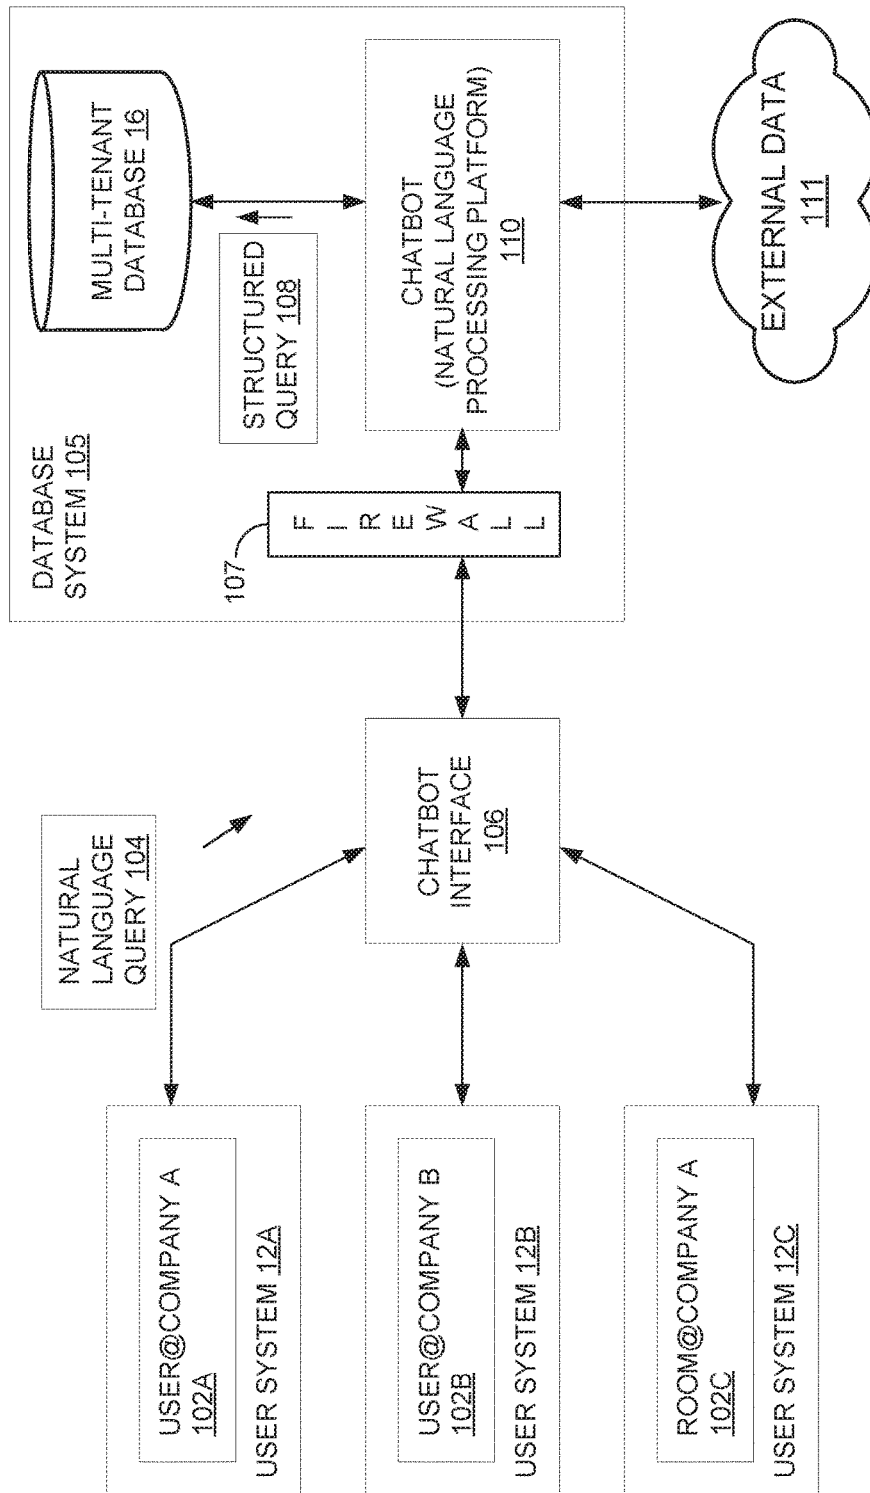 USER@COMPANY A
102A
USER SYSTEM 12A
USER@COMPANY B
102B
USER SYSTEM 12B
ROOM@COMPANY A
102C
USER SYSTEM 12C
NATURAL
LANGUAGE
QUERY 104
CHATBOT
INTERFACE
106
DATABASE
SYSTEM 105
107
FIREWALL
STRUCTURED
QUERY 108
MULTI-TENANT
DATABASE 16
CHATBOT
(NATURAL LANGUAGE
PROCESSING PLATFORM)
110
EXTERNAL DATA
111